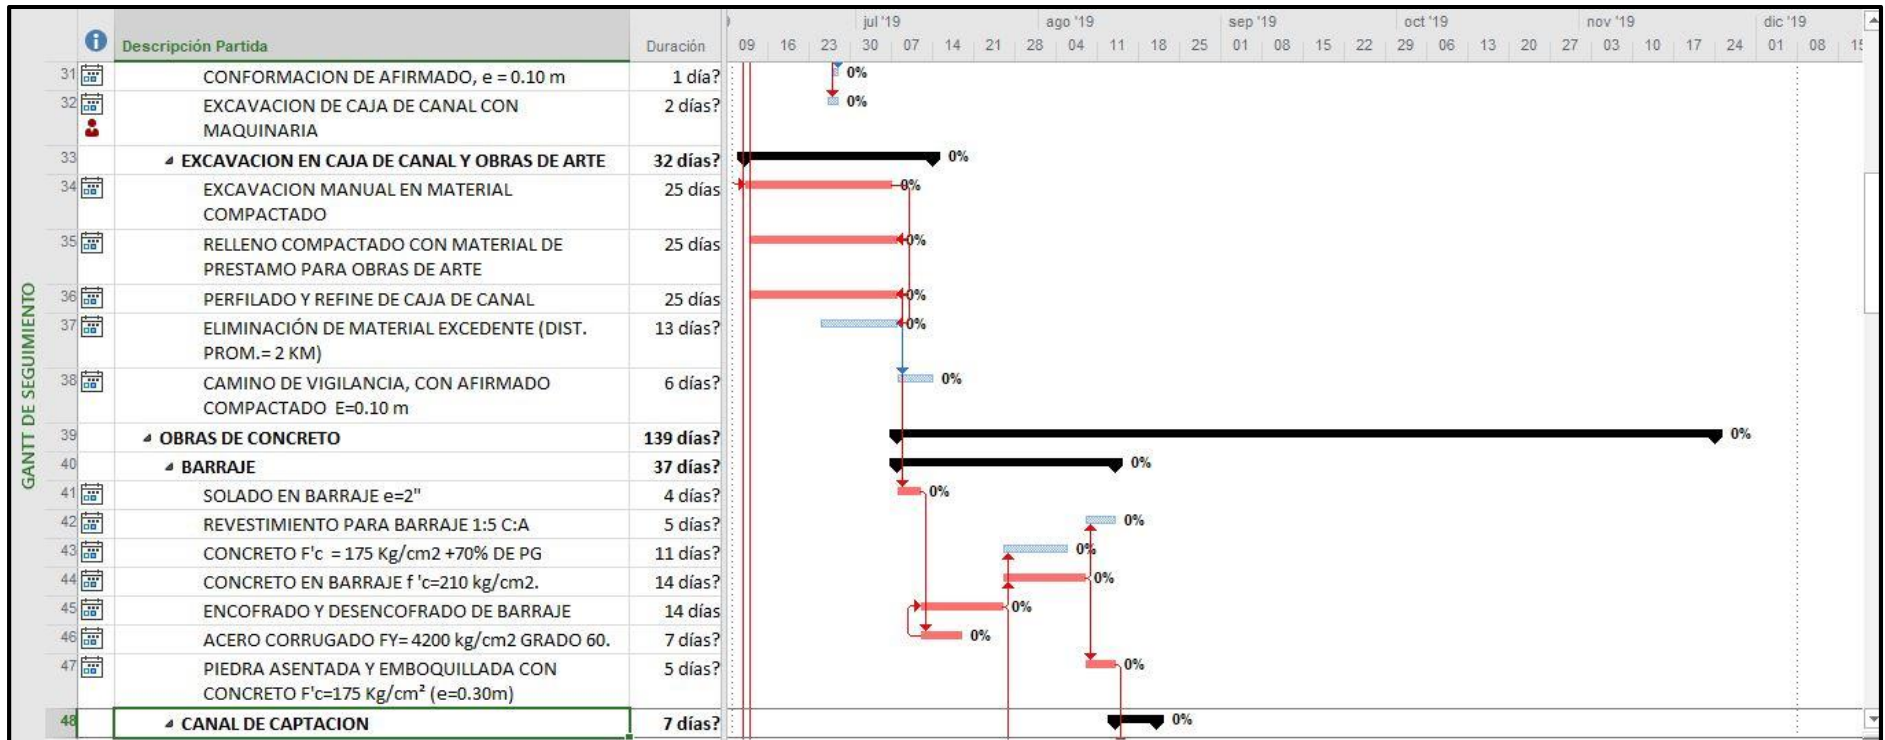 jul '19 ago '19 sep '19 oct '19 nov '19 dic '19
Descripción Partida Duración 09 16 23 30 07 14 21 28 04 11 18 25 01 08 15 22 29 06 13 20 27 03 10 17 24 01 08 15
31 CONFORMACION DE AFIRMADO, e = 0.10 m 1 día? 0%
32 EXCAVACION DE CAJA DE CANAL CON 2 días? 0%
MAQUINARIA
33 EXCAVACION EN CAJA DE CANAL Y OBRAS DE ARTE 32 días? 0%
34 EXCAVACION MANUAL EN MATERIAL 25 días 0%
COMPACTADO
35 RELLENO COMPACTADO CON MATERIAL DE 25 días 0%
PRESTAMO PARA OBRAS DE ARTE
36 PERFILADO Y REFINE DE CAJA DE CANAL 25 días 0%
37 ELIMINACIÓN DE MATERIAL EXCEDENTE (DIST. 13 días? 0%
PROM.= 2 KM)
38 CAMINO DE VIGILANCIA, CON AFIRMADO 6 días? 0%
COMPACTADO E=0.10 m
39 OBRAS DE CONCRETO 139 días? 0%
40 BARRAJE 37 días? 0%
41 SOLADO EN BARRAJE e=2" 4 días? 0%
42 REVESTIMIENTO PARA BARRAJE 1:5 C:A 5 días? 0%
43 CONCRETO F'c = 175 Kg/cm2 +70% DE PG 11 días? 0%
44 CONCRETO EN BARRAJE f 'c=210 kg/cm2. 14 días? 0%
45 ENCOFRADO Y DESENCOFRADO DE BARRAJE 14 días 0%
46 ACERO CORRUGADO FY= 4200 kg/cm2 GRADO 60. 7 días? 0%
47 PIEDRA ASENTADA Y EMBOQUILLADA CON 5 días? 0%
CONCRETO F'c=175 Kg/cm² (e=0.30m)
48 CANAL DE CAPTACION 7 días? 0%
GANTT DE SEGUIMIENTO